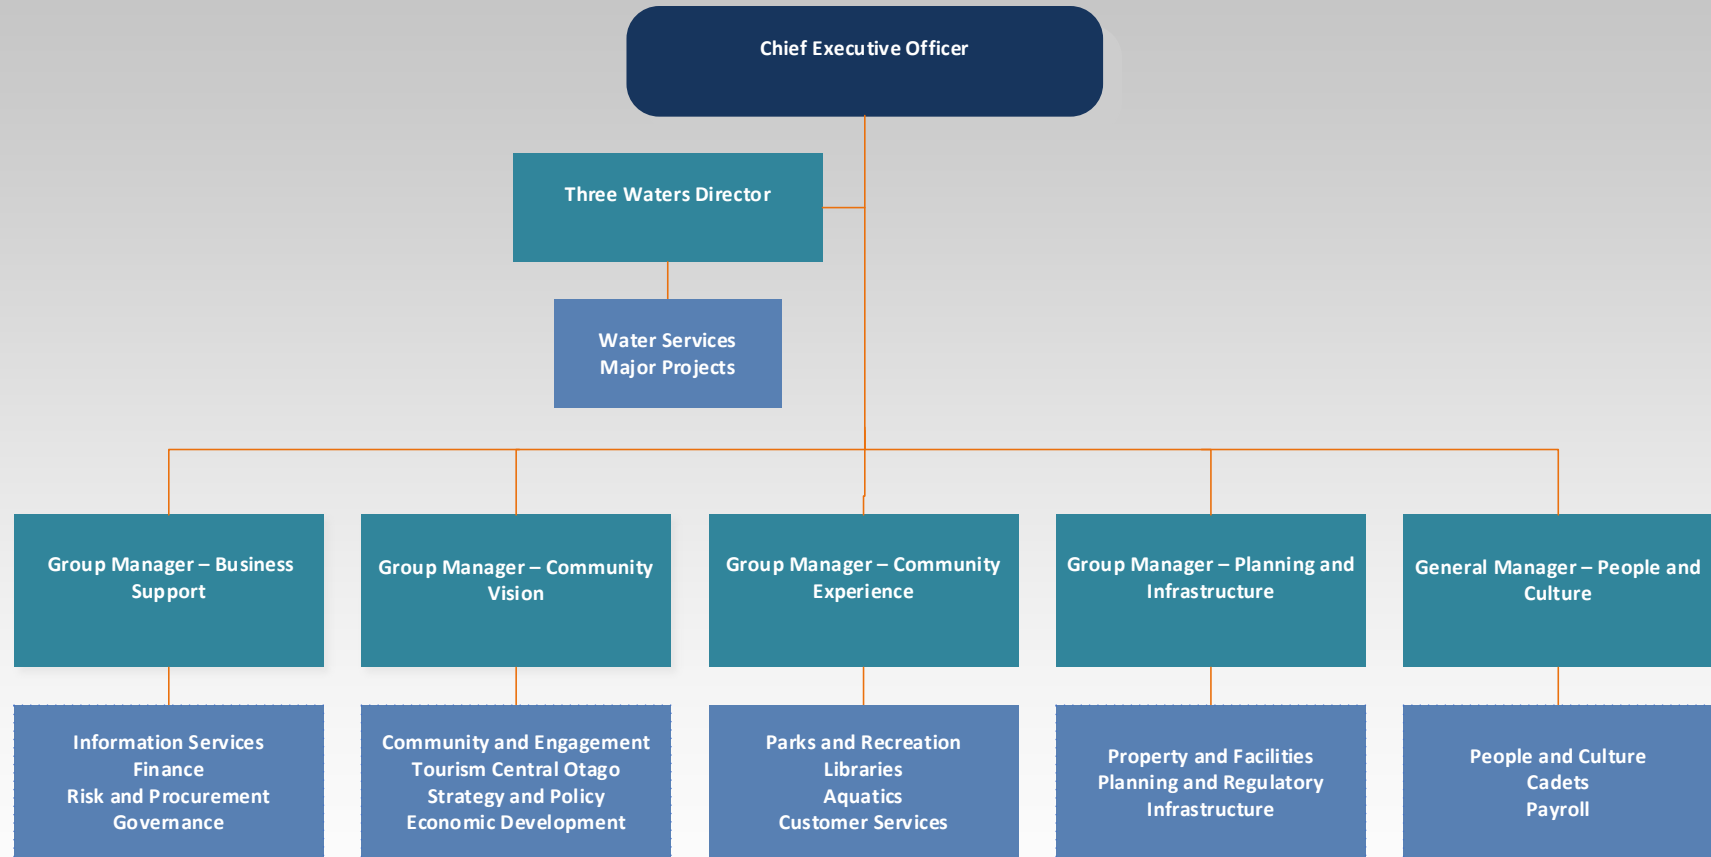 Chief Executive Officer
Three Waters Director
Water Services
Major Projects
Group Manager – Business
Support
Group Manager – Community
Vision
Group Manager – Community
Experience
Group Manager – Planning and
Infrastructure
General Manager – People and
Culture
Information Services
Finance
Risk and Procurement
Governance
Community and Engagement
Tourism Central Otago
Strategy and Policy
Economic Development
Parks and Recreation
Libraries
Aquatics
Customer Services
Property and Facilities
Planning and Regulatory
Infrastructure
People and Culture
Cadets
Payroll